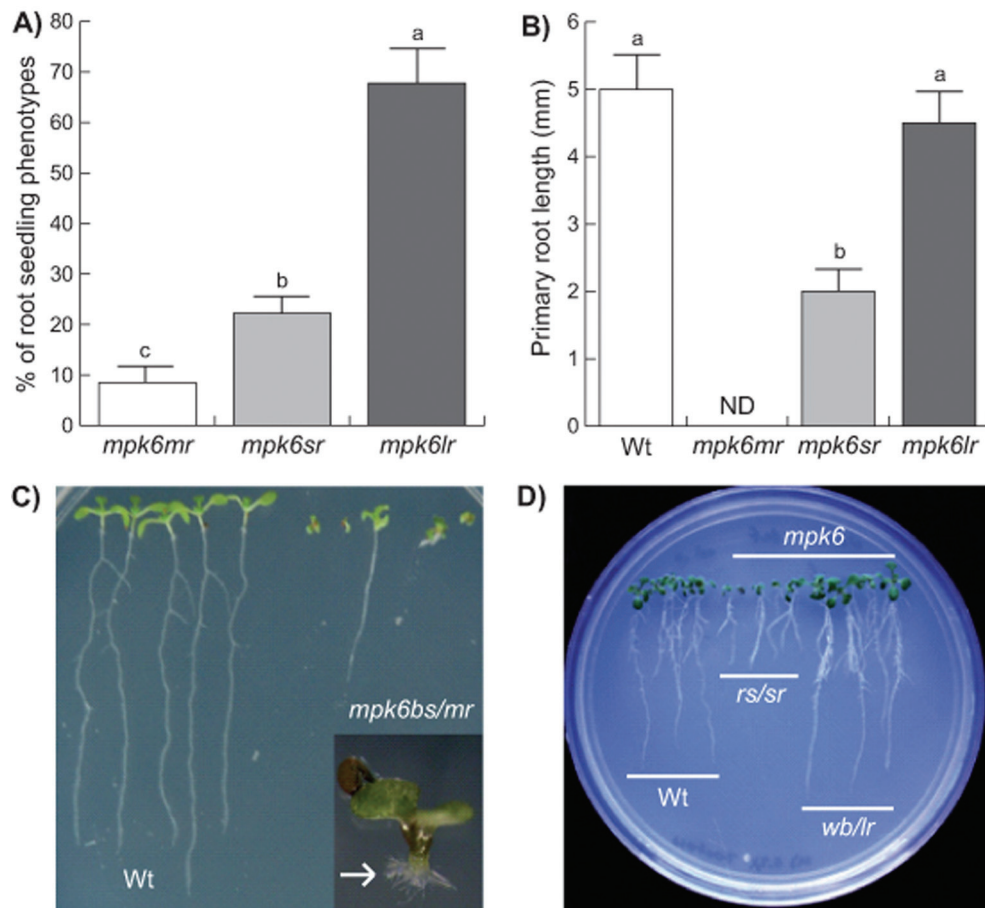 A)
% of root seedling phenotypes
80
70
60
50
40
30
20
10
0
c
b
a
mpk6mr
mpk6sr
mpk6lr
B)
Primary root length (mm)
6
5
4
3
2
1
0
a
ND
b
a
Wt
mpk6mr
mpk6sr
mpk6lr
C)
mpk6bs/mr
Wt
D)
mpk6
rs/sr
Wt
wb/lr